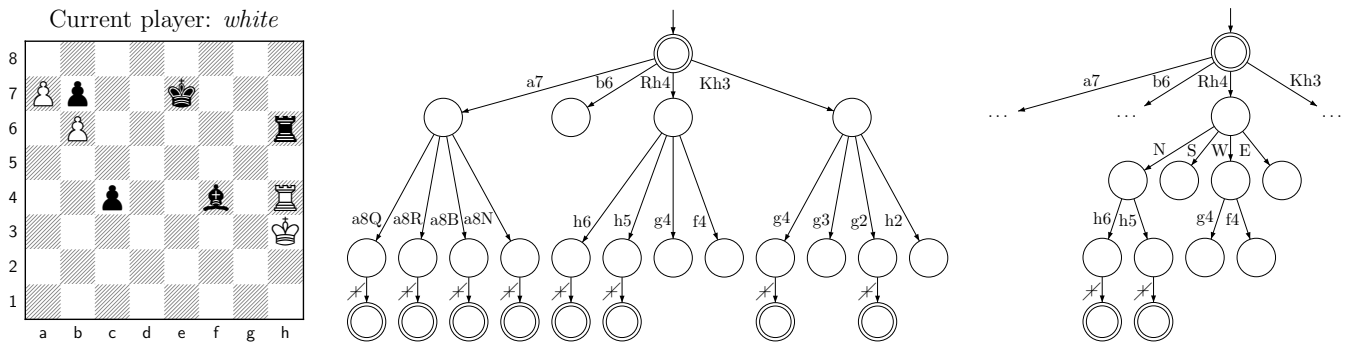 Current player: white
8
7
6
5
4
3
2
1
a b c d e f g h
a7 b6 Rh4 Kh3
a8Q a8R a8B a8N h6 h5 g4 f4 g4 g3 g2 h2
a7 b6 Rh4 Kh3
... ... ...
N S W E
h6 h5 g4 f4